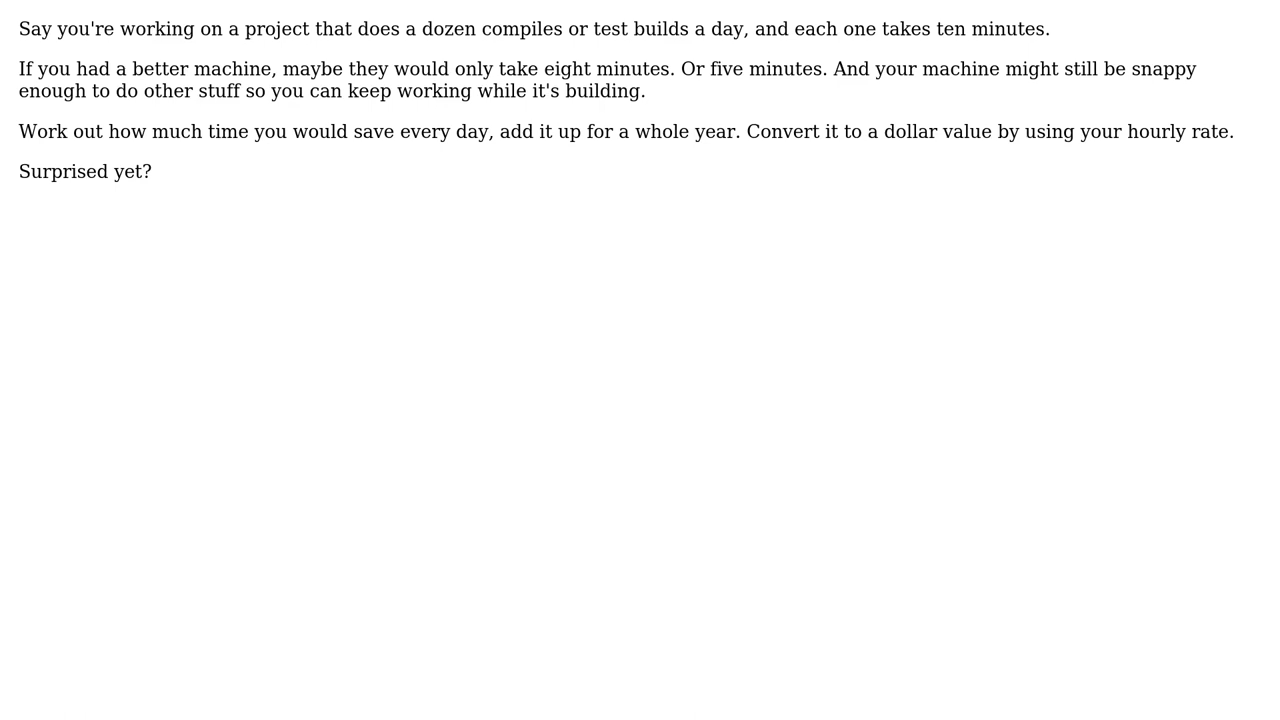 Say you're working on a project that does a dozen compiles or test builds a day, and each one takes ten minutes.
If you had a better machine, maybe they would only take eight minutes. Or five minutes. And your machine might still be snappy
enough to do other stuff so you can keep working while it's building.
Work out how much time you would save every day, add it up for a whole year. Convert it to a dollar value by using your hourly rate.
Surprised yet?